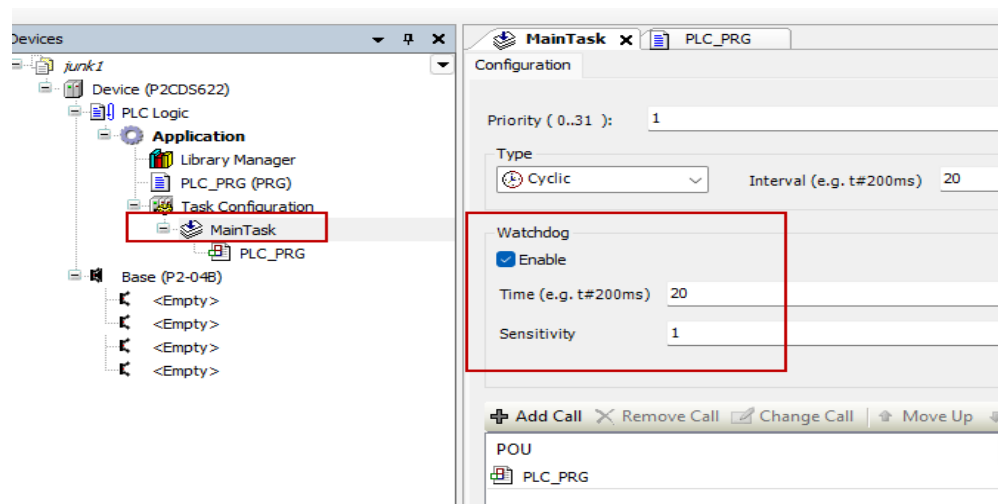 Devices
junk1
Device (P2CDS622)
PLC Logic
Application
Library Manager
PLC_PRG (PRG)
Task Configuration
MainTask
PLC_PRG
Base (P2-04B)
<Empty>
<Empty>
<Empty>
<Empty>
MainTask PLC_PRG
Configuration
Priority ( 0..31 ): 1
Type
Cyclic Interval (e.g. t#200ms) 20
Watchdog
Enable
Time (e.g. t#200ms) 20
Sensitivity 1
Add Call Remove Call Change Call Move Up
POU
PLC_PRG